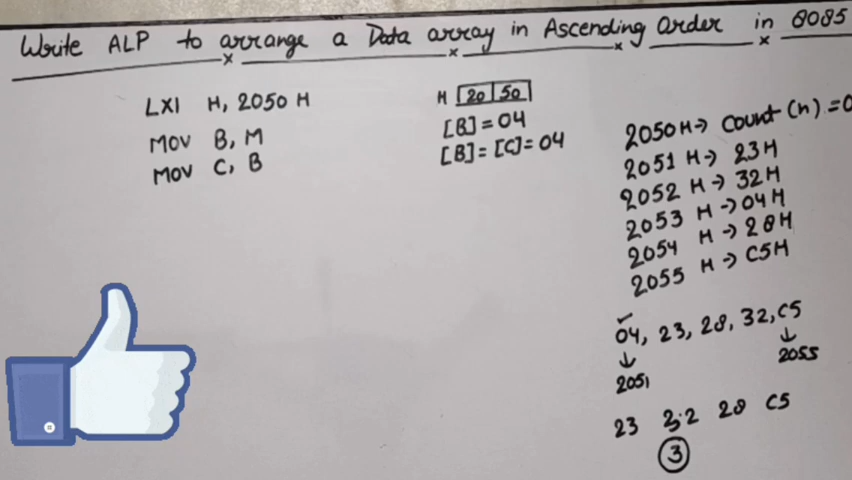 Write ALP to arrange a Data array in Ascending Order in 8085
LXI H, 2050 H
MOV B, M
MOV C, B
H 20 50
[B] = 04
[B] = [C] = 04
2050 H → Count (n) = 0
2051 H → 23 H
2052 H → 32 H
2053 H → 04 H
2054 H → 28 H
2055 H → C5 H
04, 23, 28, 32, C5
2051 2055
23 28 C5
3